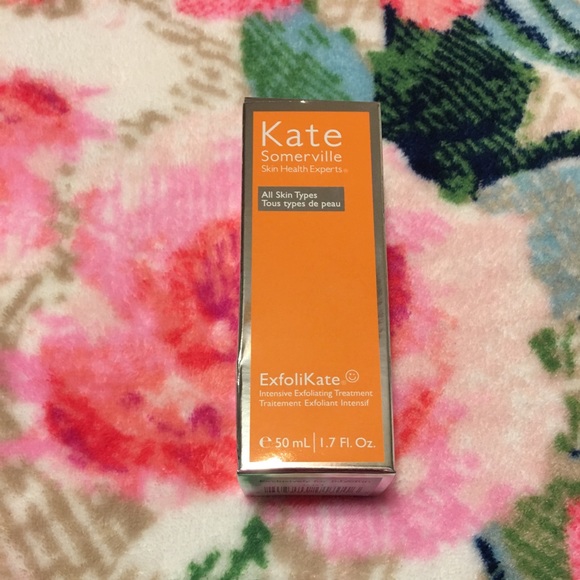 Kate
Somerville
Skin Health Experts®
All Skin Types
Tous types de peau
ExfoliKate®
Intensive Exfoliating Treatment
Traitement Exfoliant Intensif
℮ 50 mL | 1.7 Fl. Oz.